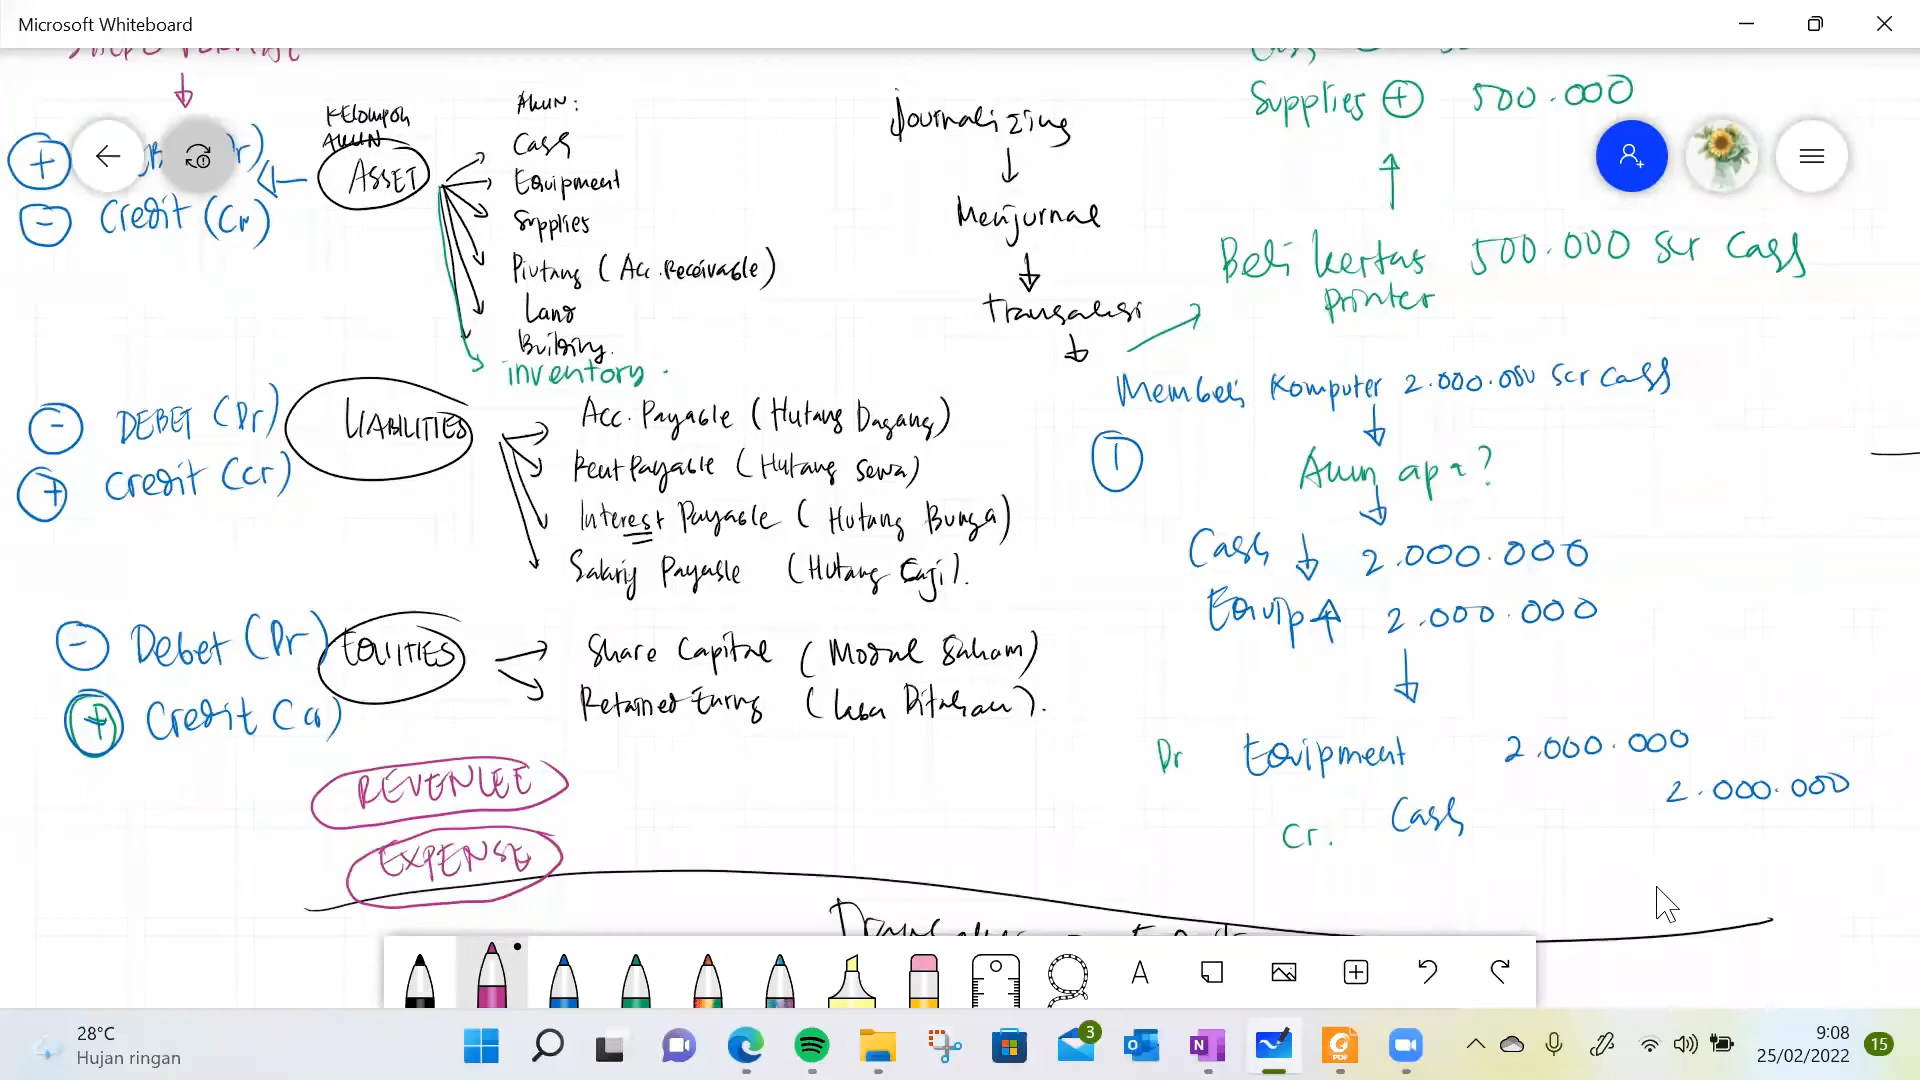 Microsoft Whiteboard
Kelompok
Akun
ASSET
Credit (Cr)
Akun :
Cash
Equipment
Supplies
Piutang (Acc. Receivable)
Land
Building.
inventory .
DEBET (Dr)
Credit (Cr)
LIABILITIES
Acc. Payable (Hutang Dagang)
Rent Payable (Hutang Sewa)
Interest Payable (Hutang Bunga)
Salary Payable (Hutang Gaji).
Debet (Dr)
Credit (Cr)
EQUITIES
Share Capital (Modal Saham)
Retained Earng (Laba Ditahan).
REVENUE
EXPENSE
Journalizing
Menjurnal
Transaksi
Supplies + 500.000
Beli kertas 500.000 scr Cash
printer
Membeli Komputer 2.000.000 scr Cash
1
Akun apa?
Cash ↓ 2.000.000
Equip ↑ 2.000.000
Dr Equipment 2.000.000
Cash 2.000.000
Cr.
28°C
Hujan ringan
3
9:08
25/02/2022
15